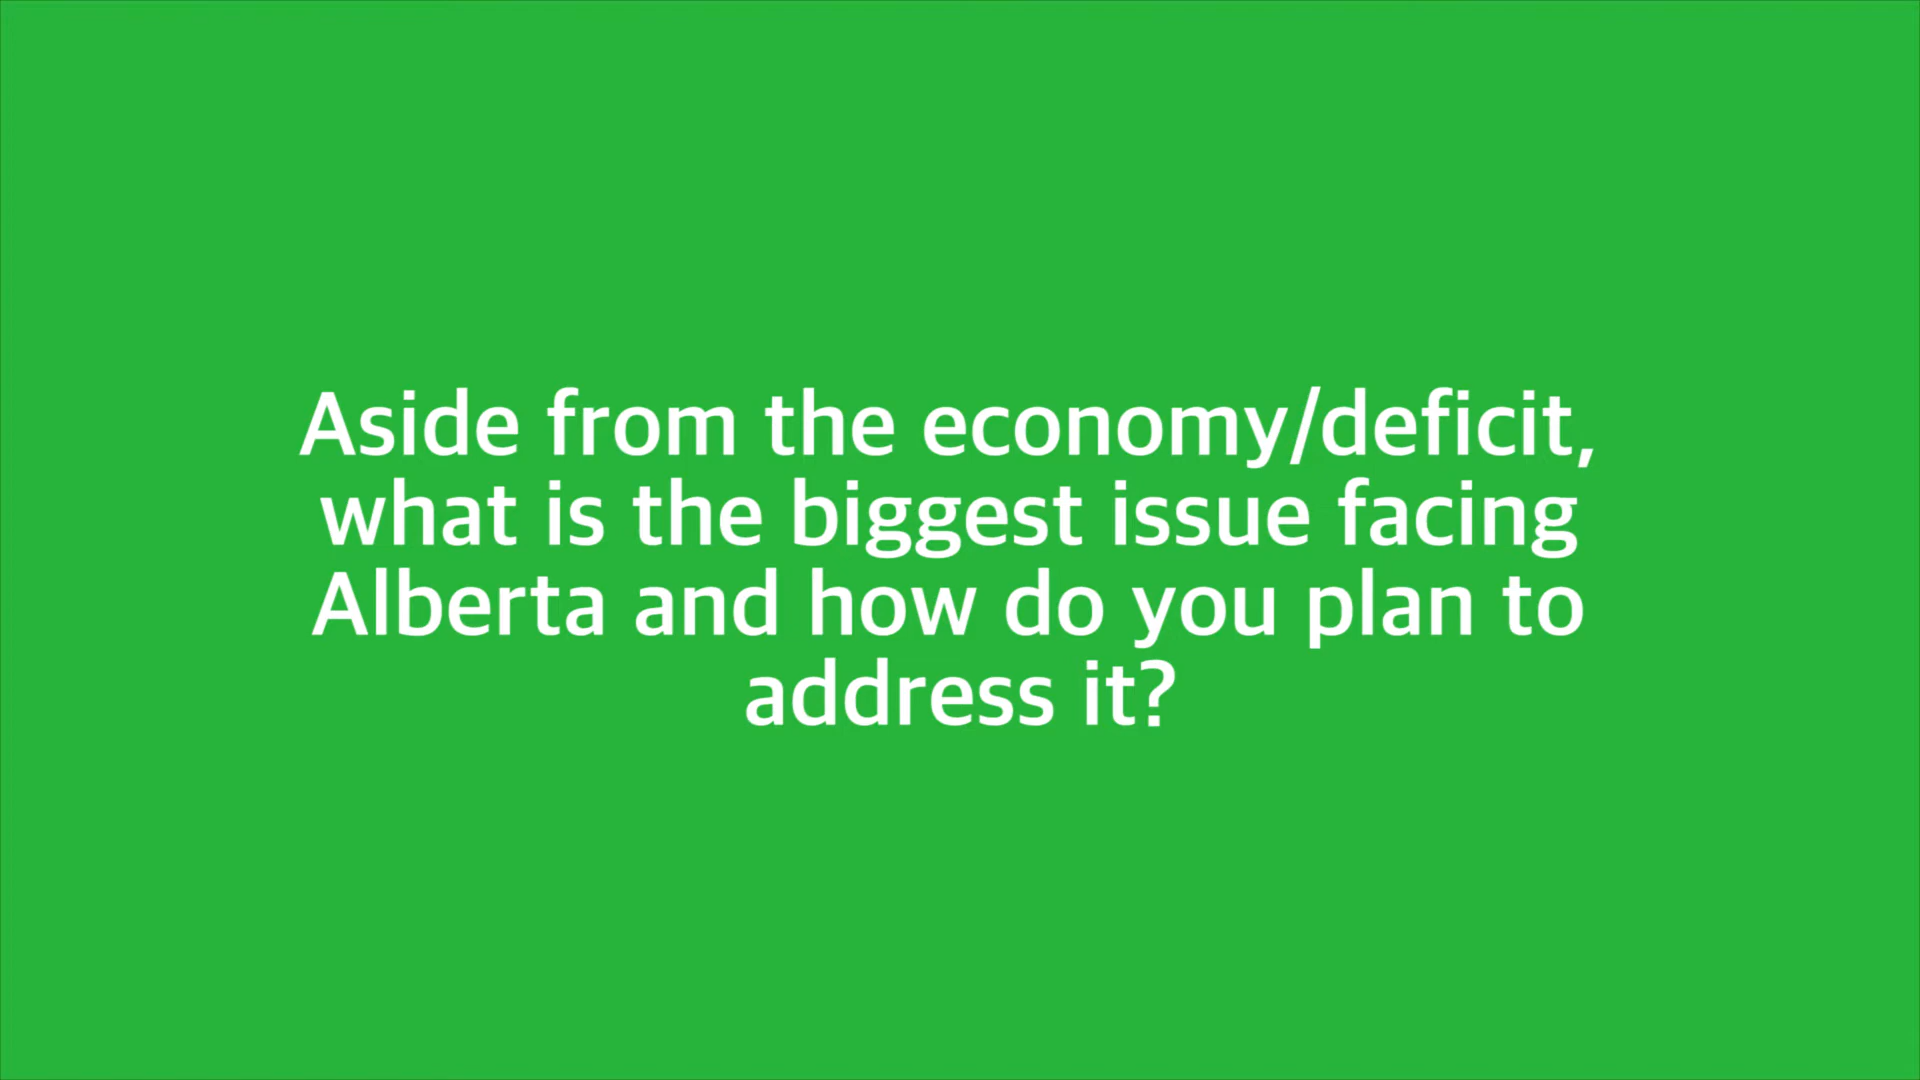 Aside from the economy/deficit,
what is the biggest issue facing
Alberta and how do you plan to
address it?